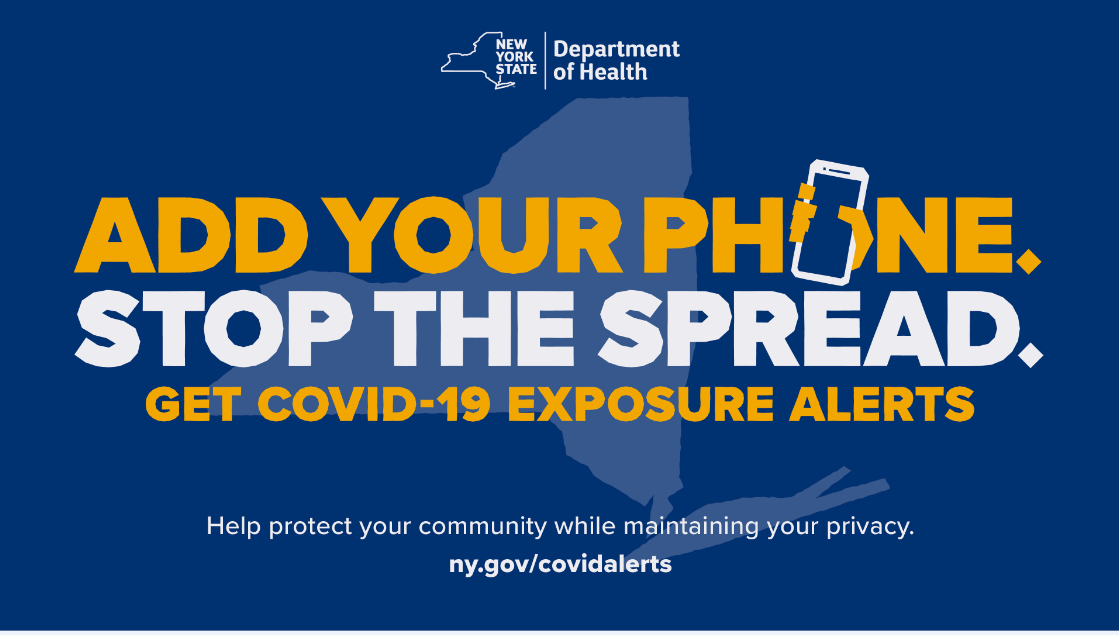 NEW
YORK
STATE
Department
of Health
ADD YOUR PHONE.
STOP THE SPREAD.
GET COVID-19 EXPOSURE ALERTS
Help protect your community while maintaining your privacy.
ny.gov/covidalerts